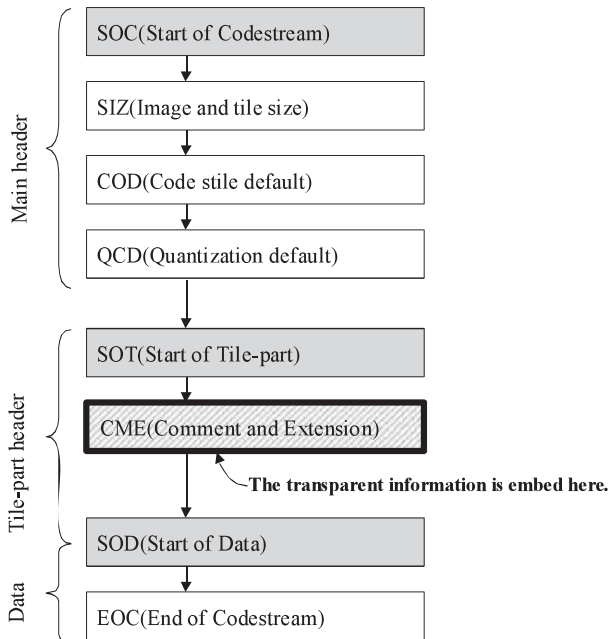 SOC(Start of Codestream)
SIZ(Image and tile size)
COD(Code stile default)
QCD(Quantization default)
Main header
SOT(Start of Tile-part)
CME(Comment and Extension)
The transparent information is embed here.
SOD(Start of Data)
Tile-part header
EOC(End of Codestream)
Data